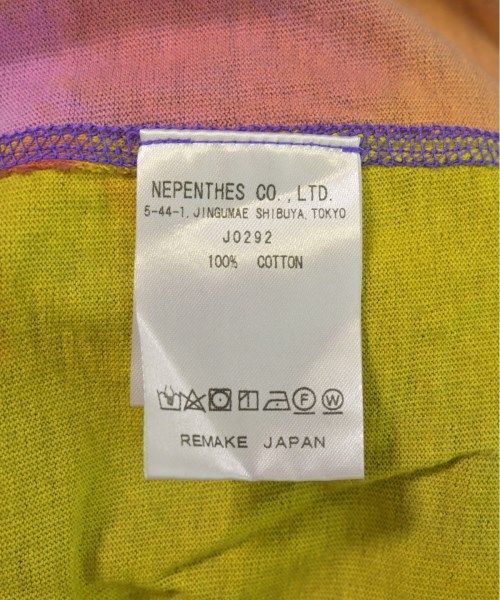 NEPENTHES CO.,LTD.
5-44-1, JINGUMAE SHIBUYA, TOKYO
J0292
100% COTTON
F W
REMAKE JAPAN